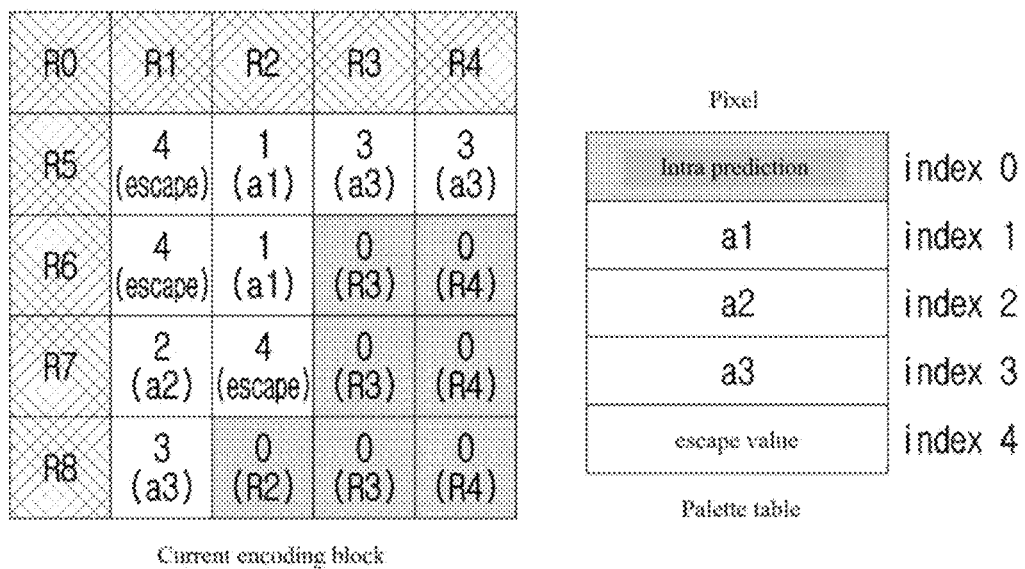 R0 R1 R2 R3 R4
R5 4 1 3 3
(escape) (a1) (a3) (a3)
R6 4 1 0 0
(escape) (a1) (R3) (R4)
R7 2 4 0 0
(a2) (escape) (R3) (R4)
R8 3 0 0 0
(a3) (R2) (R3) (R4)
Current encoding block
Pixel
Intra prediction index 0
a1 index 1
a2 index 2
a3 index 3
escape value index 4
Palette table